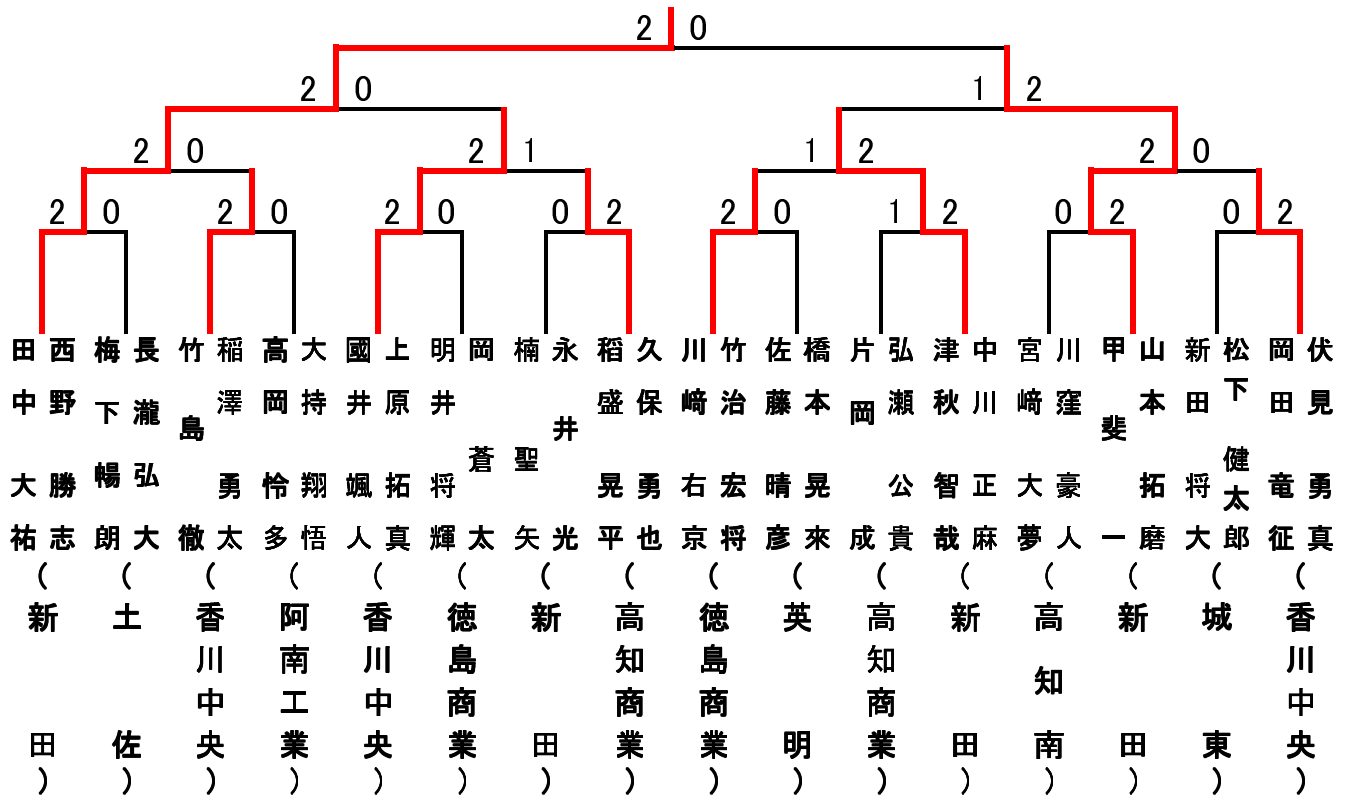 2 0
2 0 1 2
2 0 2 1 1 2 2 0
2 0 2 0 2 0 0 2 2 0 1 2 0 2 0 2
田中大祐
西野勝志
(新田)
梅下暢朗
長瀧弘大
(土佐)
竹島徹
稲澤勇太
(香川中央)
高岡怜多
大持翔悟
(阿南工業)
國井颯人
上原拓真
(香川中央)
明井将輝
岡蒼太
(徳島商業)
楠聖矢
永井光
(新田)
稲盛晃平
久保勇也
(高知商業)
川﨑右京
竹治宏将
(徳島商業)
佐藤晴彦
橋本晃來
(英明)
片岡成
弘瀬公貴
(高知商業)
津秋智哉
中川正麻
(新田)
宮﨑大夢
川窪豪人
(高知南)
甲斐一
山本拓磨
(新田)
新田将大
松下健太郎
(城東)
岡田竜征
伏見勇真
(香川中央)